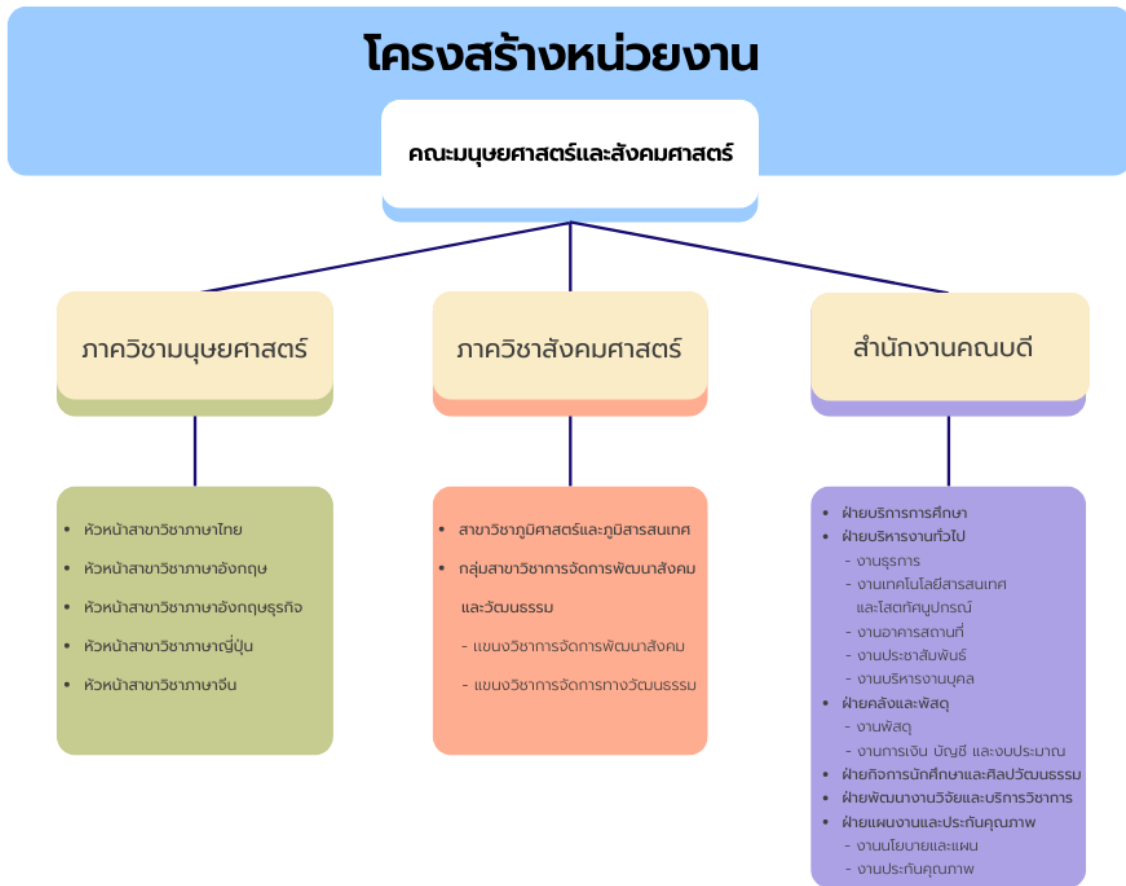 โครงสร้างหน่วยงาน
คณะมนุษยศาสตร์และสังคมศาสตร์
ภาควิชามนุษยศาสตร์
• หัวหน้าสาขาวิชาภาษาไทย
• หัวหน้าสาขาวิชาภาษาอังกฤษ
• หัวหน้าสาขาวิชาภาษาอังกฤษธุรกิจ
• หัวหน้าสาขาวิชาภาษาญี่ปุ่น
• หัวหน้าสาขาวิชาภาษาจีน
ภาควิชาสังคมศาสตร์
• สาขาวิชาภูมิศาสตร์และภูมิสารสนเทศ
• กลุ่มสาขาวิชาการจัดการพัฒนาสังคม
และวัฒนธรรม
- แขนงวิชาการจัดการพัฒนาสังคม
- แขนงวิชาการจัดการทางวัฒนธรรม
สำนักงานคณบดี
• ฝ่ายบริการการศึกษา
• ฝ่ายบริหารงานทั่วไป
- งานธุรการ
- งานเทคโนโลยีสารสนเทศ
และโสตทัศนูปกรณ์
- งานอาคารสถานที่
- งานประชาสัมพันธ์
- งานบริหารงานบุคล
• ฝ่ายคลังและพัสดุ
- งานพัสดุ
- งานการเงิน บัญชี และงบประมาณ
• ฝ่ายกิจการนักศึกษาและศิลปวัฒนธรรม
• ฝ่ายพัฒนางานวิจัยและบริการวิชาการ
• ฝ่ายแผนงานและประกันคุณภาพ
- งานนโยบายและแผน
- งานประกันคุณภาพ